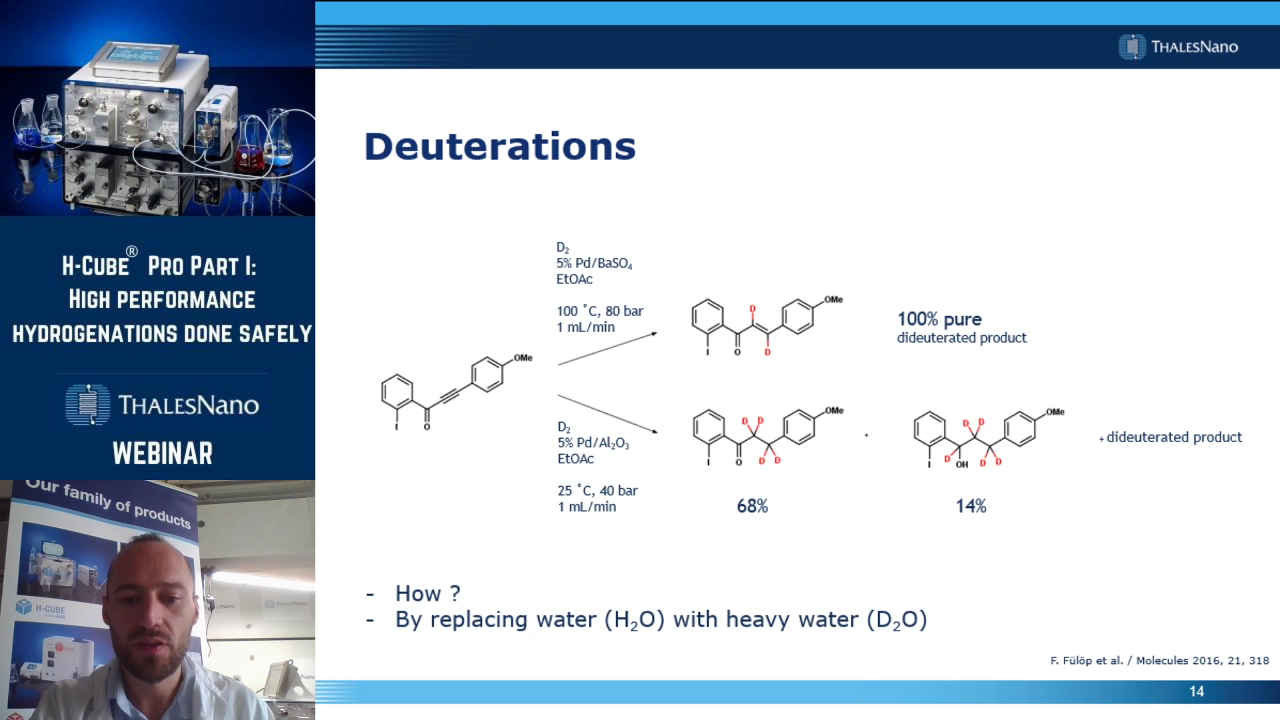 H-Cube® Pro Part I:
High performance
hydrogenations done safely
ThalesNano
WEBINAR
Our family of products
H-CUBE
ThalesNano
Deuterations
D₂
5% Pd/BaSO₄
EtOAc
100 ˚C, 80 bar
1 mL/min
OMe
I
O
D₂
5% Pd/Al₂O₃
EtOAc
25 ˚C, 40 bar
1 mL/min
OMe
D
I
O
D
100% pure
dideuterated product
OMe
D D
I
O
D D
68%
+
OMe
D D
D
I
OH
D D
14%
+ dideuterated product
- How ?
- By replacing water (H₂O) with heavy water (D₂O)
F. Fülöp et al. / Molecules 2016, 21, 318
14